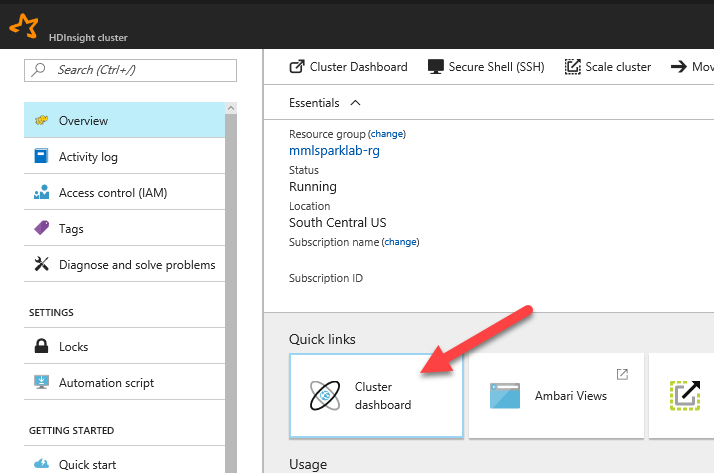 HDInsight cluster
Search (Ctrl+/)
Overview
Activity log
Access control (IAM)
Tags
Diagnose and solve problems
SETTINGS
Locks
Automation script
GETTING STARTED
Quick start
Cluster Dashboard
Secure Shell (SSH)
Scale cluster
Mov
Essentials
Resource group (change)
mmlsparklab-rg
Status
Running
Location
South Central US
Subscription name (change)
Subscription ID
Quick links
Cluster
dashboard
Ambari Views
Usage